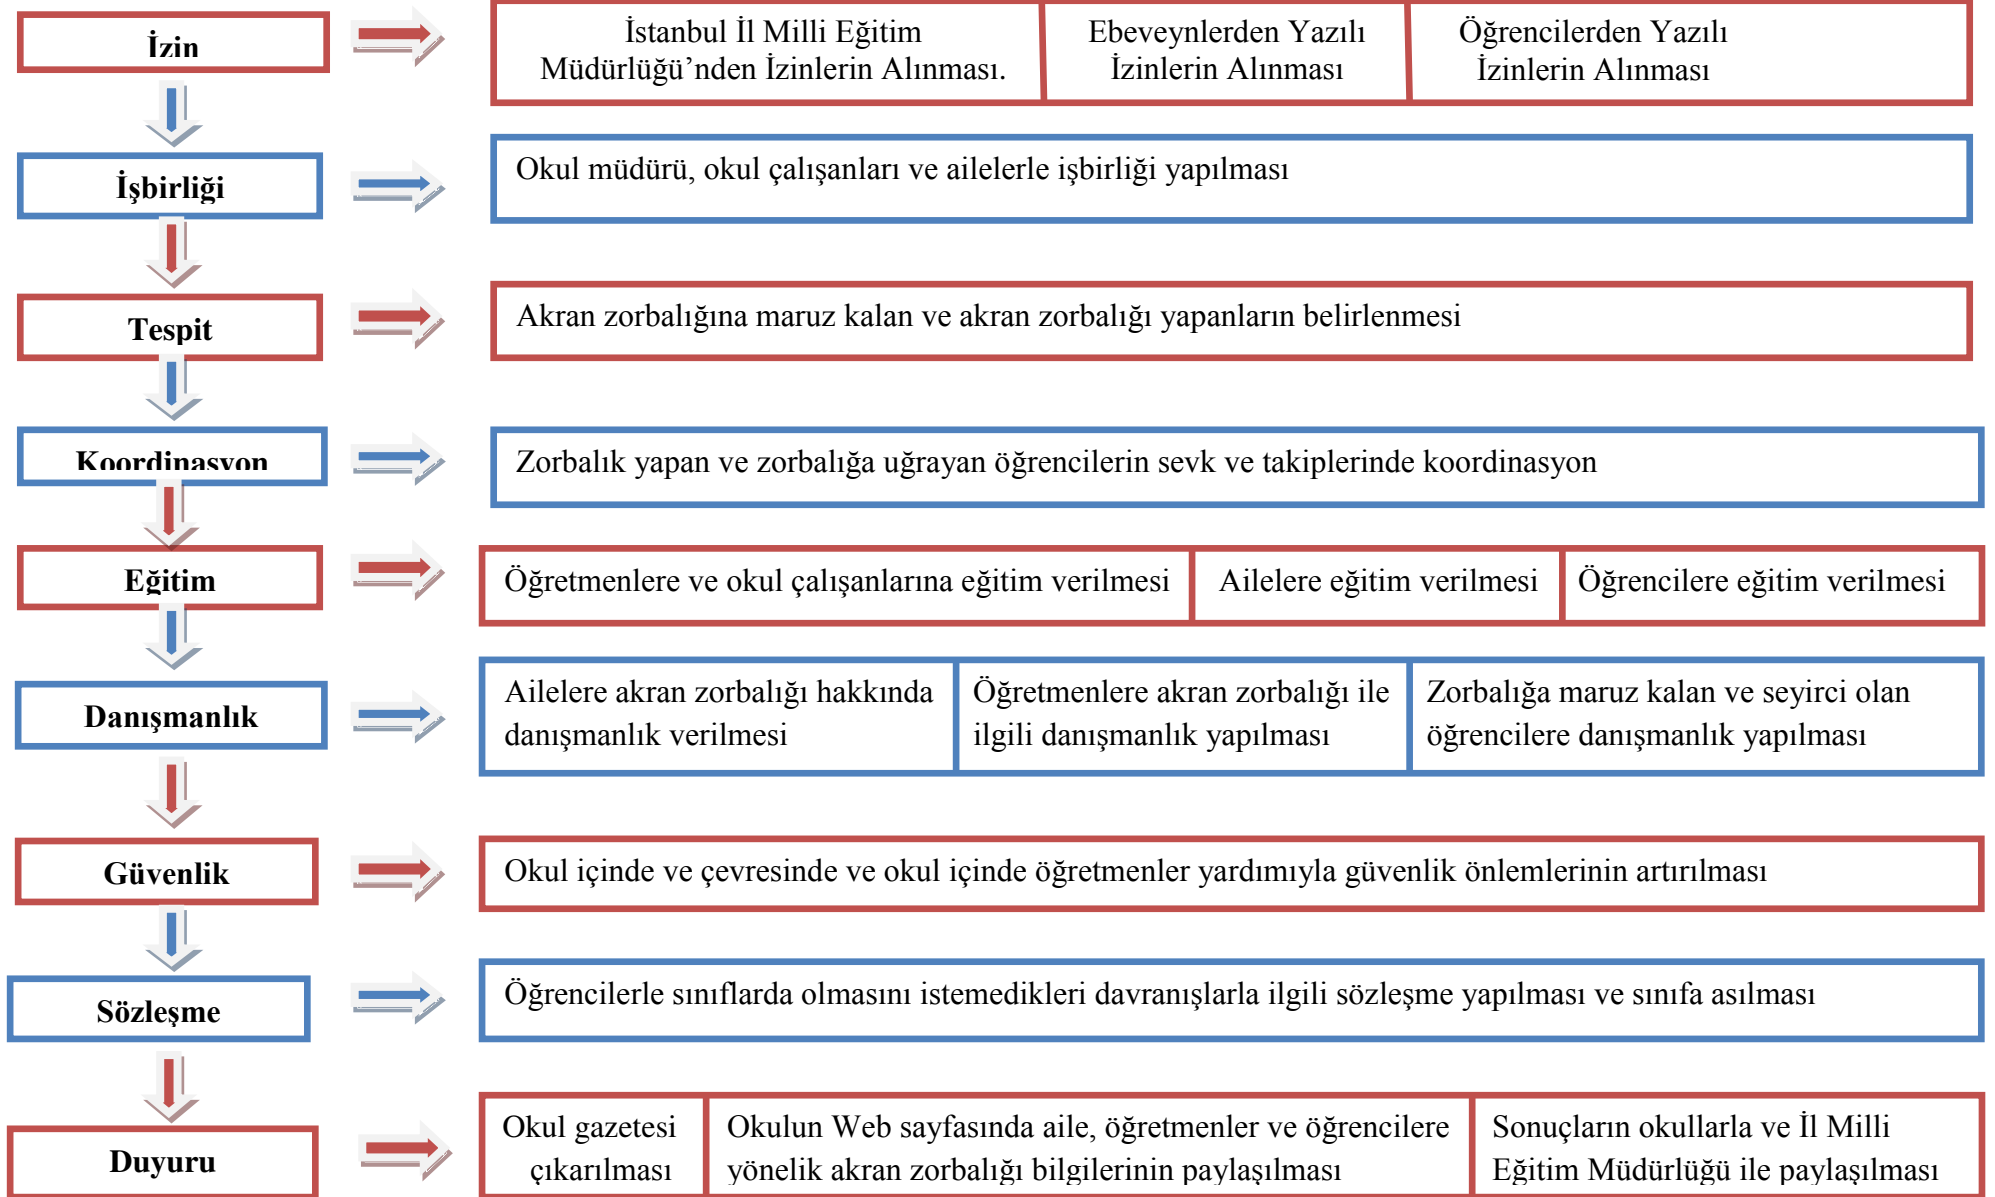 İzin
İstanbul İl Milli Eğitim
Müdürlüğü'nden İzinlerin Alınması.
Ebeveynlerden Yazılı
İzinlerin Alınması
Öğrencilerden Yazılı
İzinlerin Alınması
İşbirliği
Okul müdürü, okul çalışanları ve ailelerle işbirliği yapılması
Tespit
Akran zorbalığına maruz kalan ve akran zorbalığı yapanların belirlenmesi
Koordinasyon
Zorbalık yapan ve zorbalığa uğrayan öğrencilerin sevk ve takiplerinde koordinasyon
Eğitim
Öğretmenlere ve okul çalışanlarına eğitim verilmesi
Ailelere eğitim verilmesi
Öğrencilere eğitim verilmesi
Danışmanlık
Ailelere akran zorbalığı hakkında
danışmanlık verilmesi
Öğretmenlere akran zorbalığı ile
ilgili danışmanlık yapılması
Zorbalığa maruz kalan ve seyirci olan
öğrencilere danışmanlık yapılması
Güvenlik
Okul içinde ve çevresinde ve okul içinde öğretmenler yardımıyla güvenlik önlemlerinin artırılması
Sözleşme
Öğrencilerle sınıflarda olmasını istemedikleri davranışlarla ilgili sözleşme yapılması ve sınıfa asılması
Duyuru
Okul gazetesi
çıkarılması
Okulun Web sayfasında aile, öğretmenler ve öğrencilere
yönelik akran zorbalığı bilgilerinin paylaşılması
Sonuçların okullarla ve İl Milli
Eğitim Müdürlüğü ile paylaşılması